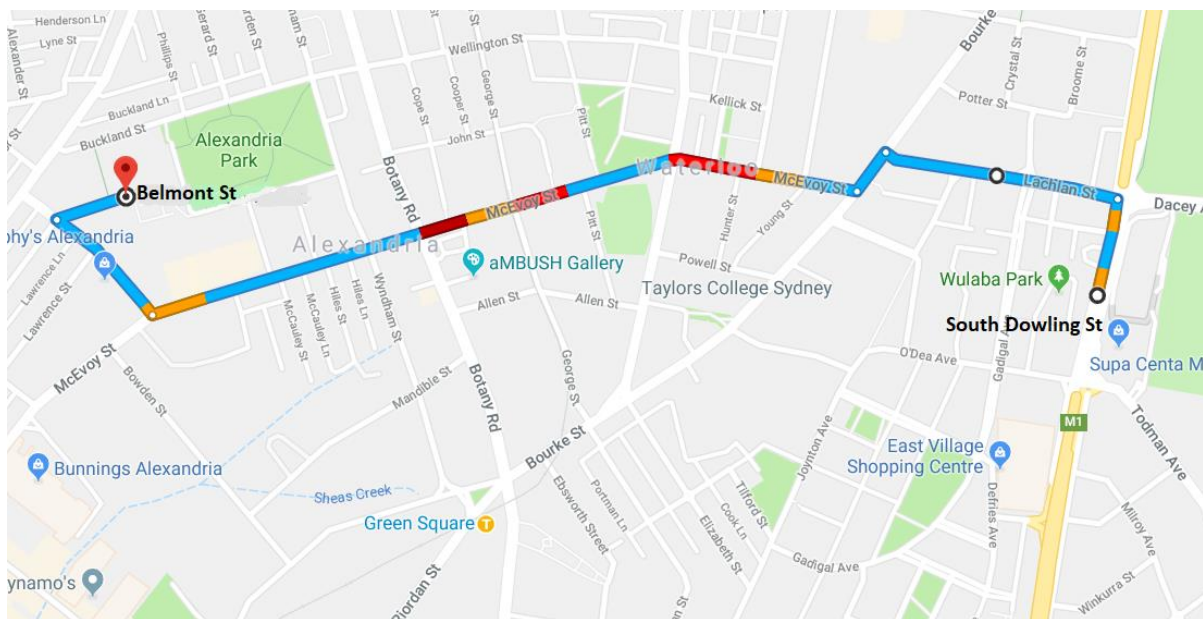 Henderson Ln
Lyne St
Alexander St
Gerard St
Phillips St
Wellington St
Bourke
Crystal St
Broome St
Buckland Ln
Buckland St
Cope St
Cooper St
George St
Pitt St
Kellick St
Potter St
Alexandria
Park
John St
Botany Rd
Belmont St
Waterloo
McEvoy St
McEvoy St
Lachlan St
Dacey
Hunter St
Young St
phy's Alexandria
Alexandria
Pitt St
Lawrence Ln
Lawrence St
aMBUSH Gallery
Powell St
Wulaba Park
Allen St
Allen St
Taylors College Sydney
South Dowling St
McCauley St
McCauley Ln
Hiles St
Hiles Ln
Wyndham St
Gadigal Ave
Supa Centa M
McEvoy St
O'Dea Ave
Bowden St
Mandible St
Botany Rd
George St
Todman Ave
M1
Bourke St
Joynton Ave
East Village
Shopping Centre
Bunnings Alexandria
Sheas Creek
Ebsworth Street
Portman Ln
Tilford St
Cook Ln
Elizabeth St
Defries Ave
Milroy Ave
Green Square
T
Gadigal Ave
Riordan St
ynamo's
Winkurra St